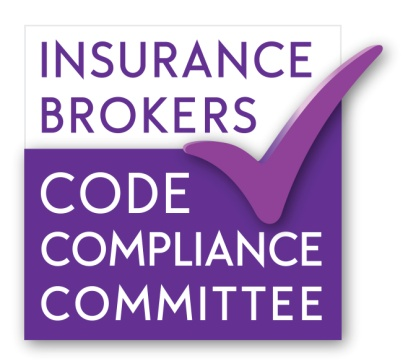 INSURANCE
BROKERS
CODE
COMPLIANCE
COMMITTEE